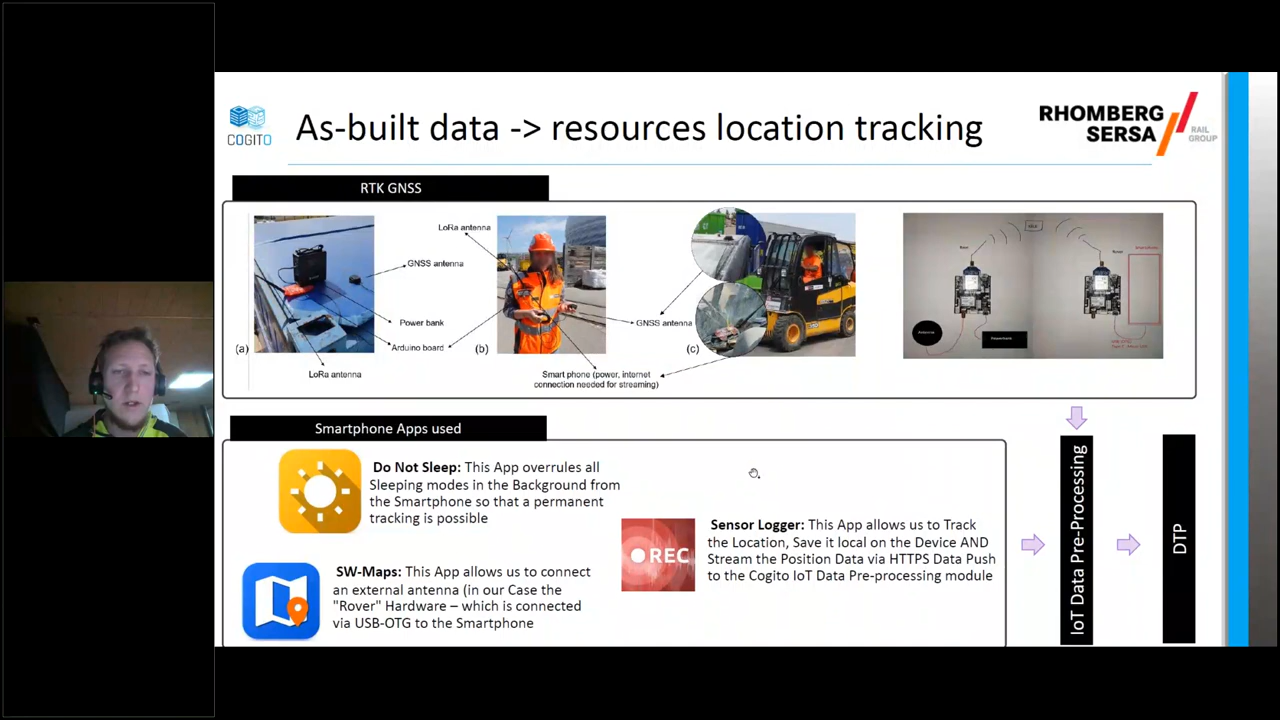 COGITO
As-built data -> resources location tracking
RHOMBERG
SERSA
RAIL
GROUP
RTK GNSS
LoRa antenna
GNSS antenna
Power bank
Arduino board
LoRa antenna
(a)
(b)
GNSS antenna
(c)
Smart phone (power, internet
connection needed for streaming)
Smartphone Apps used
Do Not Sleep: This App overrules all
Sleeping modes in the Background from
the Smartphone so that a permanent
tracking is possible
SW-Maps: This App allows us to connect
an external antenna (in our Case the
"Rover" Hardware – which is connected
via USB-OTG to the Smartphone
REC
Sensor Logger: This App allows us to Track
the Location, Save it local on the Device AND
Stream the Position Data via HTTPS Data Push
to the Cogito IoT Data Pre-processing module
IoT Data Pre-Processing
DTP